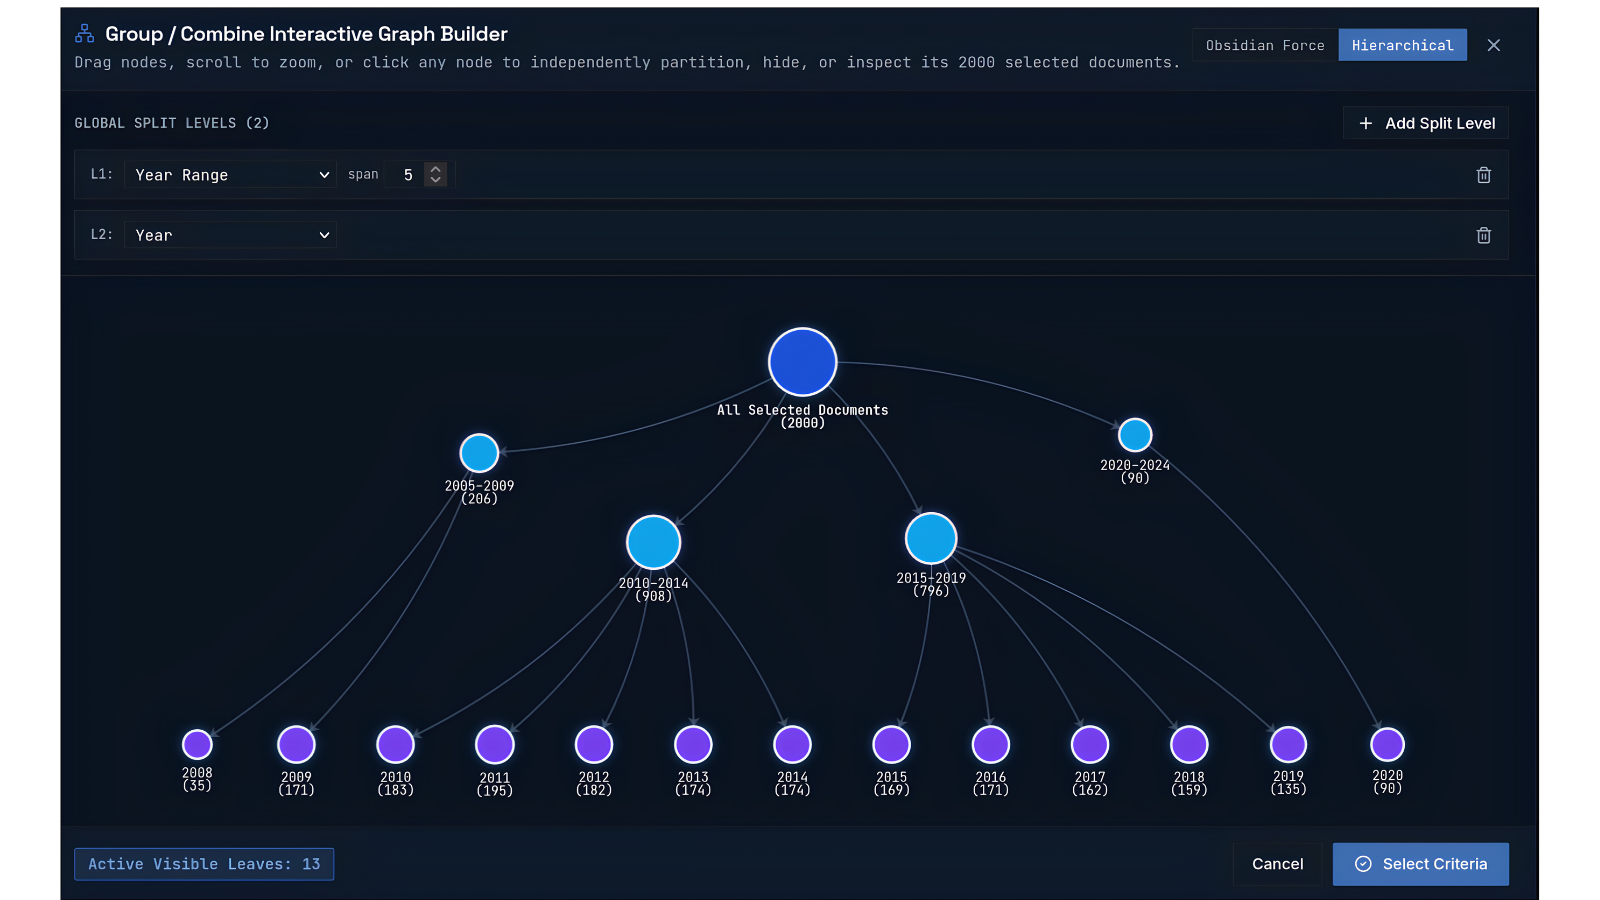 Group / Combine Interactive Graph Builder
Drag nodes, scroll to zoom, or click any node to independently partition, hide, or inspect its 2000 selected documents.
Obsidian Force
Hierarchical
GLOBAL SPLIT LEVELS (2)
+ Add Split Level
L1: Year Range span 5
L2: Year
All Selected Documents
(2000)
2005-2009
(206)
2020-2024
(90)
2010-2014
(908)
2015-2019
(796)
2008
(35)
2009
(171)
2010
(183)
2011
(195)
2012
(182)
2013
(174)
2014
(174)
2015
(169)
2016
(171)
2017
(162)
2018
(159)
2019
(135)
2020
(90)
Active Visible Leaves: 13
Cancel
Select Criteria